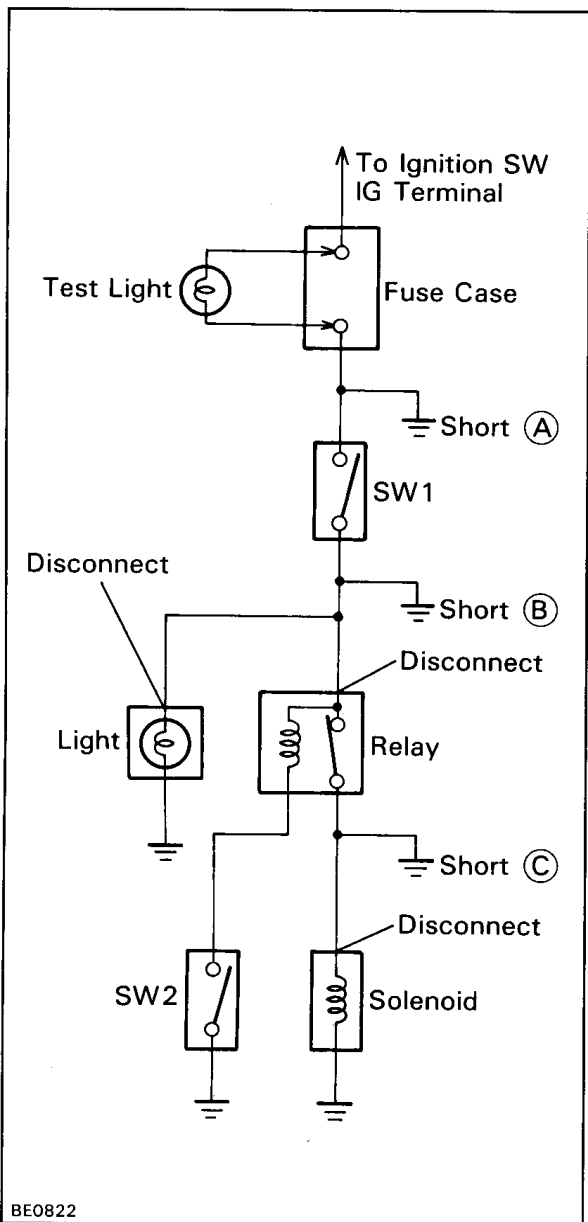 To Ignition SW
IG Terminal
Test Light
Fuse Case
Short Ⓐ
SW1
Disconnect
Short Ⓑ
Disconnect
Light
Relay
Short Ⓒ
Disconnect
SW2
Solenoid
BE0822